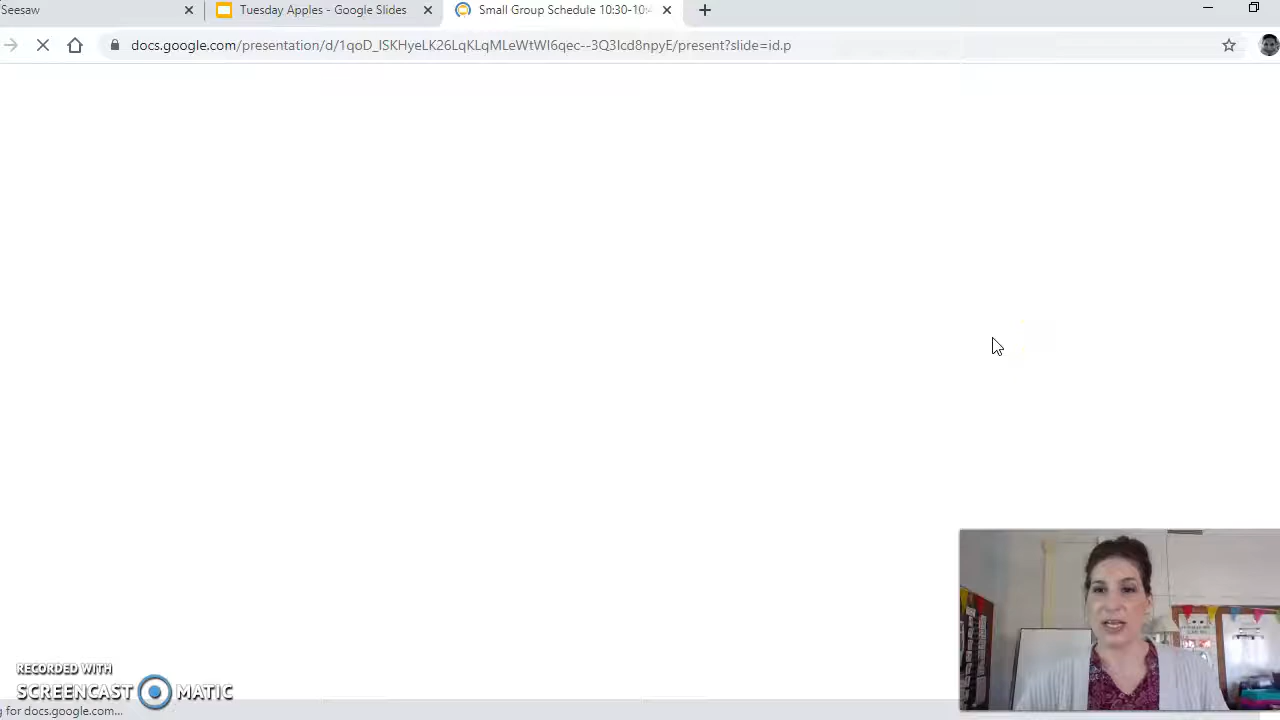 Seesaw
Tuesday Apples - Google Slides
Small Group Schedule 10:30-10:4
docs.google.com/presentation/d/1qoD_ISKHyeLK26LqKLqMLeWtWI6qec--3Q3Icd8npyE/present?slide=id.p
RECORDED WITH
SCREENCAST MATIC
g for docs.google.com...